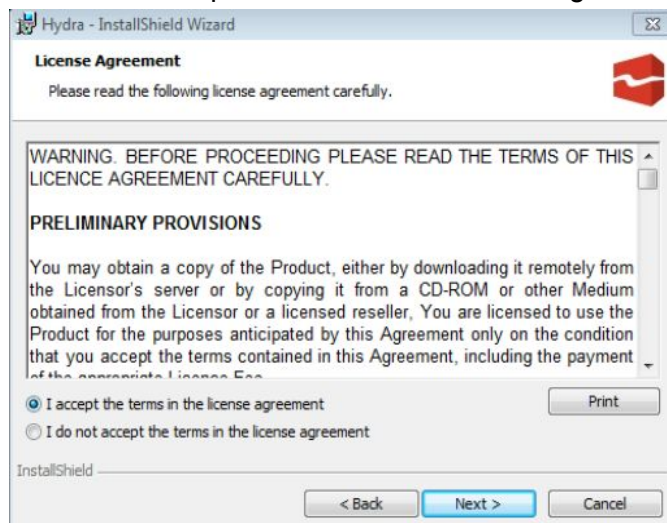 Hydra - InstallShield Wizard
License Agreement
Please read the following license agreement carefully.
WARNING. BEFORE PROCEEDING PLEASE READ THE TERMS OF THIS
LICENCE AGREEMENT CAREFULLY.
PRELIMINARY PROVISIONS
You may obtain a copy of the Product, either by downloading it remotely from
the Licensor's server or by copying it from a CD-ROM or other Medium
obtained from the Licensor or a licensed reseller, You are licensed to use the
Product for the purposes anticipated by this Agreement only on the condition
that you accept the terms contained in this Agreement, including the payment
of the appropriate License Fee
I accept the terms in the license agreement
Print
I do not accept the terms in the license agreement
InstallShield
< Back
Next >
Cancel